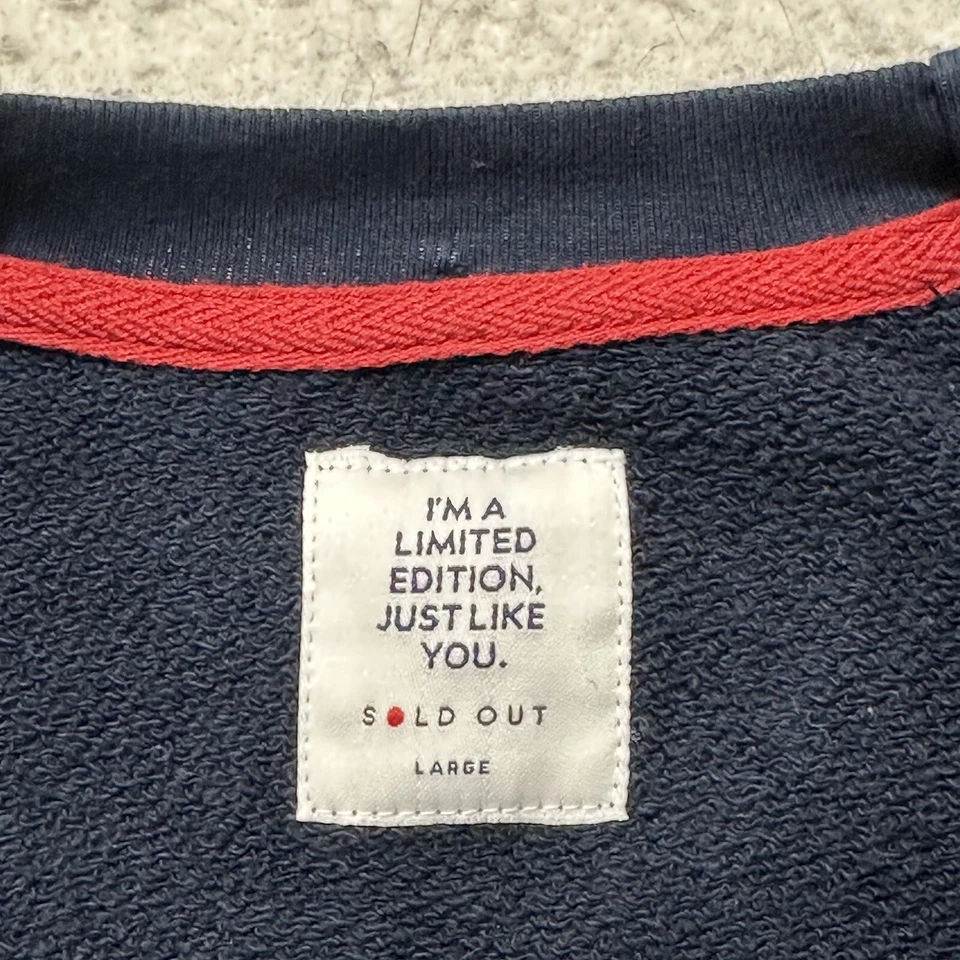 I'M A
LIMITED
EDITION,
JUST LIKE
YOU.
SOLD OUT
LARGE